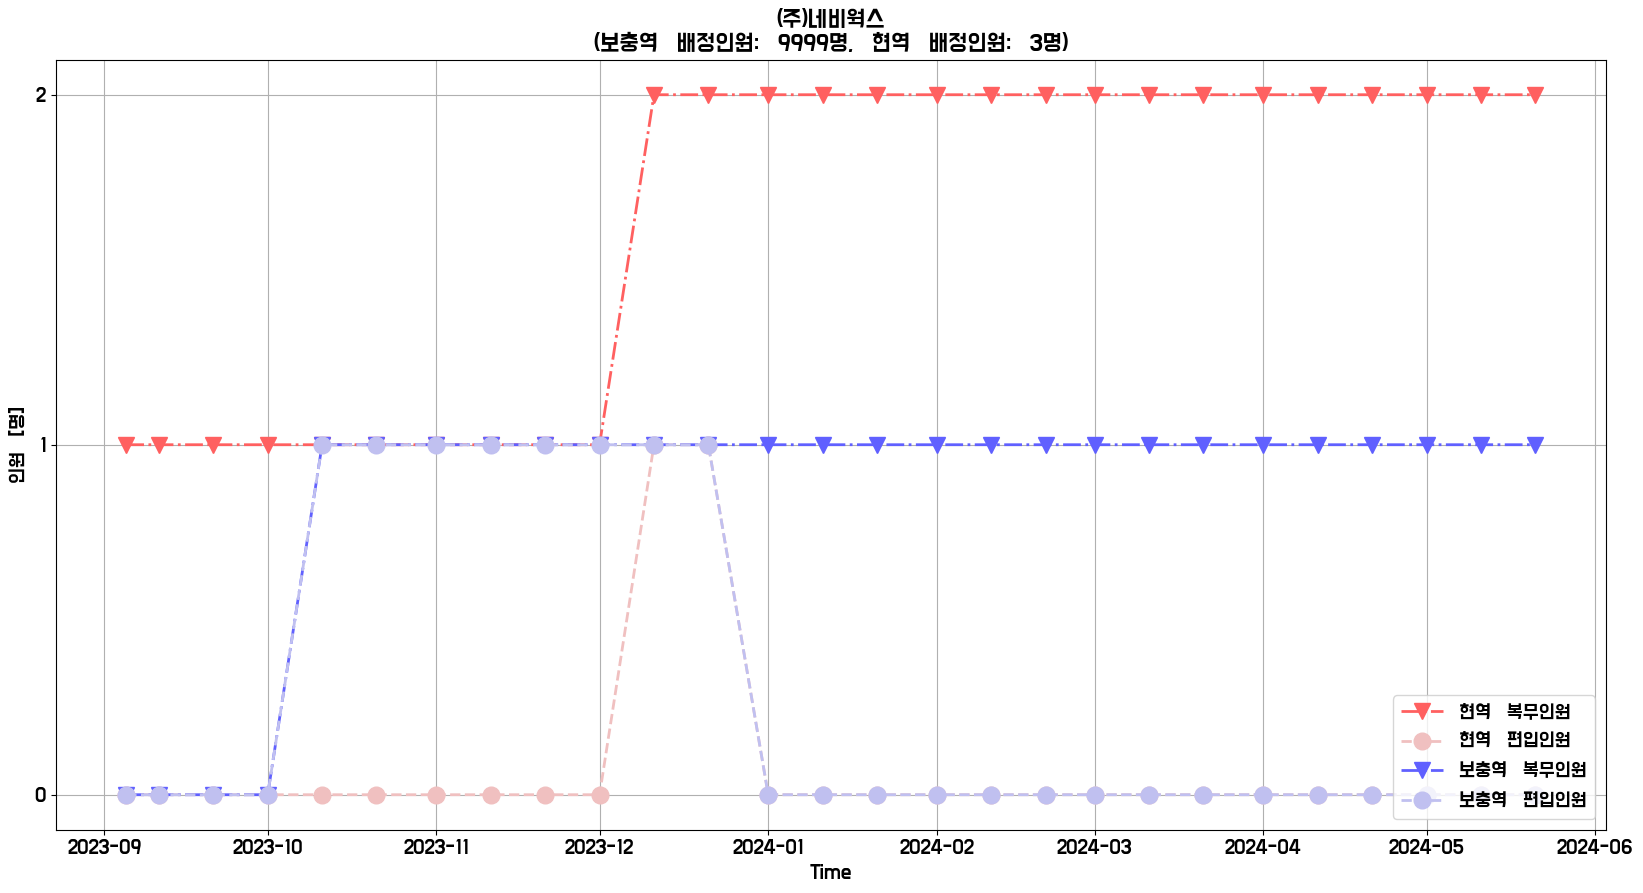 (주)네비웍스
(보충역 배정인원: 9999명, 현역 배정인원: 3명)
인원 [명]
2
1
0
현역 복무인원
현역 편입인원
보충역 복무인원
보충역 편입인원
2023-09 2023-10 2023-11 2023-12 2024-01 2024-02 2024-03 2024-04 2024-05 2024-06
Time